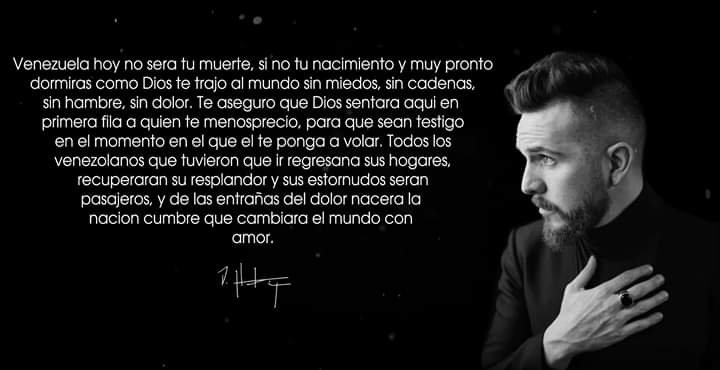 Venezuela hoy no sera tu muerte, si no tu nacimiento y muy pronto
dormiras como Dios te trajo al mundo sin miedos, sin cadenas,
sin hambre, sin dolor. Te aseguro que Dios sentara aqui en
primera fila a quien te menosprecio, para que sean testigo
en el momento en el que el te ponga a volar. Todos los
venezolanos que tuvieron que ir regresana sus hogares,
recuperaran su resplandor y sus estornudos seran
pasajeros, y de las entrañas del dolor nacera la
nacion cumbre que cambiara el mundo con
amor.